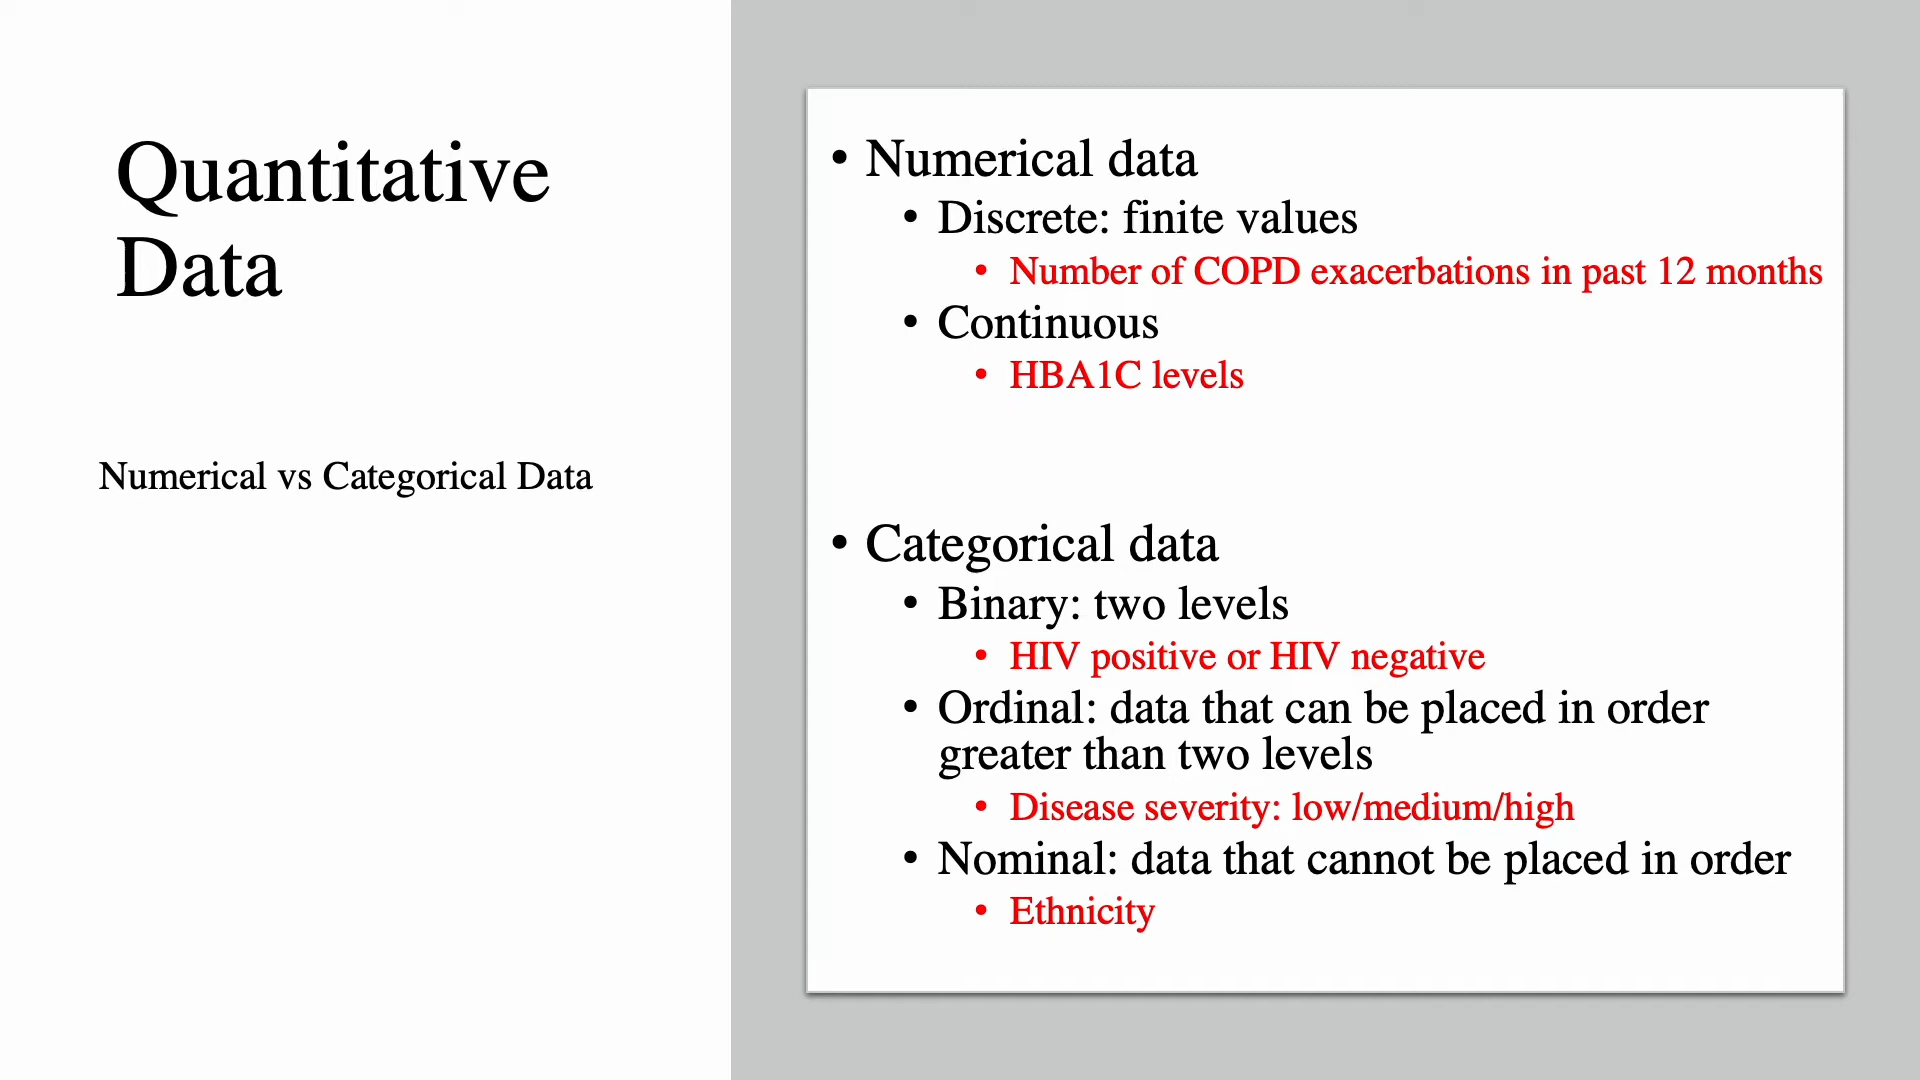 Quantitative
Data
Numerical vs Categorical Data
• Numerical data
• Discrete: finite values
• Number of COPD exacerbations in past 12 months
• Continuous
• HBA1C levels
• Categorical data
• Binary: two levels
• HIV positive or HIV negative
• Ordinal: data that can be placed in order
greater than two levels
• Disease severity: low/medium/high
• Nominal: data that cannot be placed in order
• Ethnicity